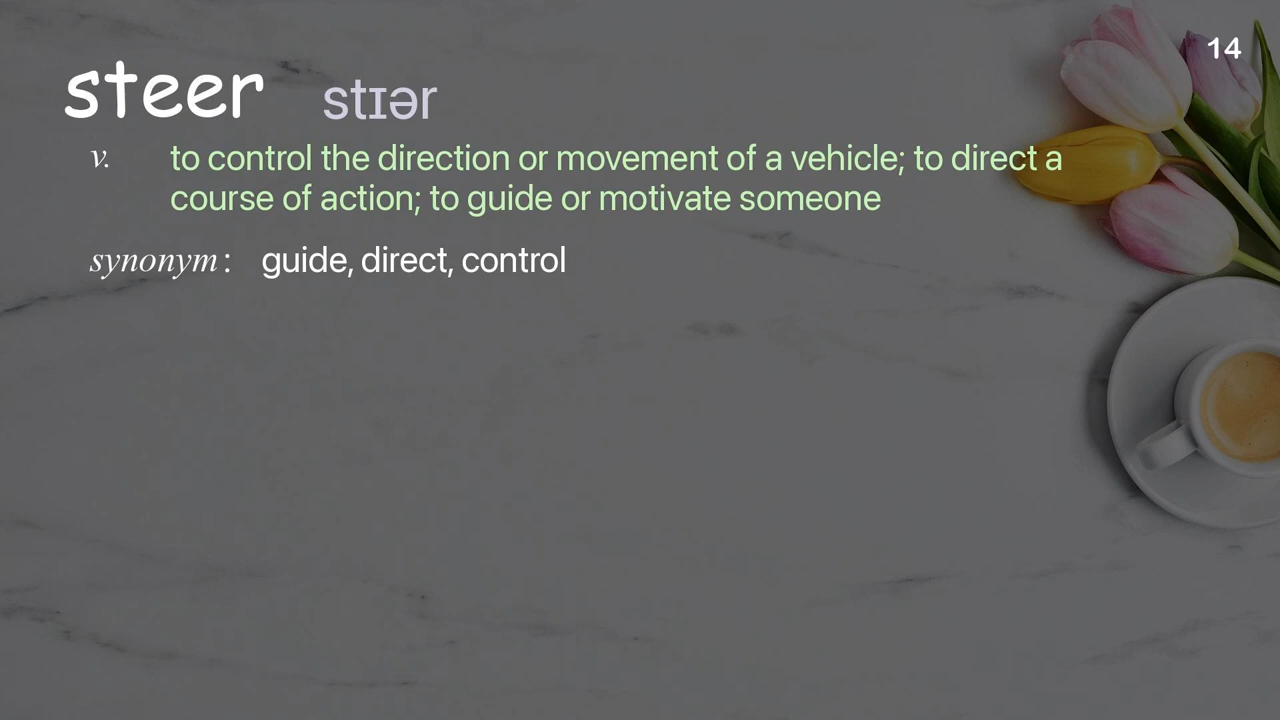 14
steer stɪər
v. to control the direction or movement of a vehicle; to direct a
course of action; to guide or motivate someone
synonym : guide, direct, control